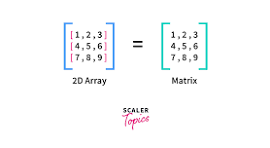 [1,2,3] = 1,2,3
[4,5,6] 4,5,6
[7,8,9] 7,8,9
2D Array Matrix
SCALER
Topics